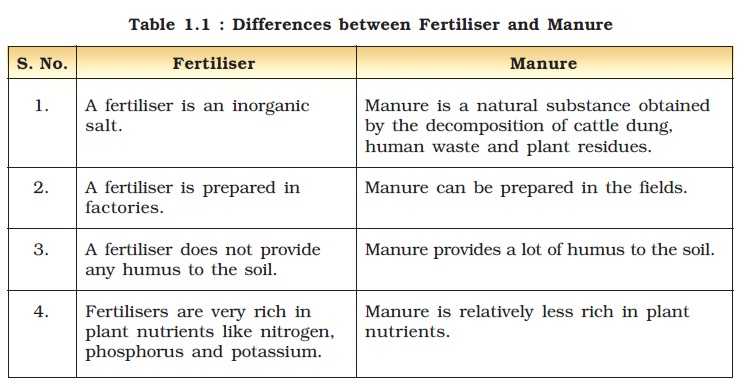 Table 1.1 : Differences between Fertiliser and Manure
S. No. Fertiliser Manure
1. A fertiliser is an inorganic
salt.
Manure is a natural substance obtained
by the decomposition of cattle dung,
human waste and plant residues.
2. A fertiliser is prepared in
factories.
Manure can be prepared in the fields.
3. A fertiliser does not provide
any humus to the soil.
Manure provides a lot of humus to the soil.
4. Fertilisers are very rich in
plant nutrients like nitrogen,
phosphorus and potassium.
Manure is relatively less rich in plant
nutrients.